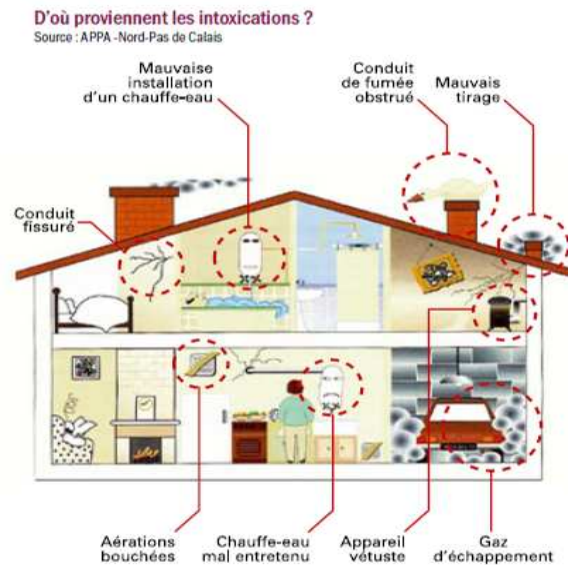 D'où proviennent les intoxications ?
Source : APPA -Nord-Pas de Calais
Mauvaise
installation
d'un chauffe-eau
Conduit
de fumée
obstrué
Mauvais
tirage
Conduit
fissuré
Aérations
bouchées
Chauffe-eau
mal entretenu
Appareil
vétuste
Gaz
d'échappement